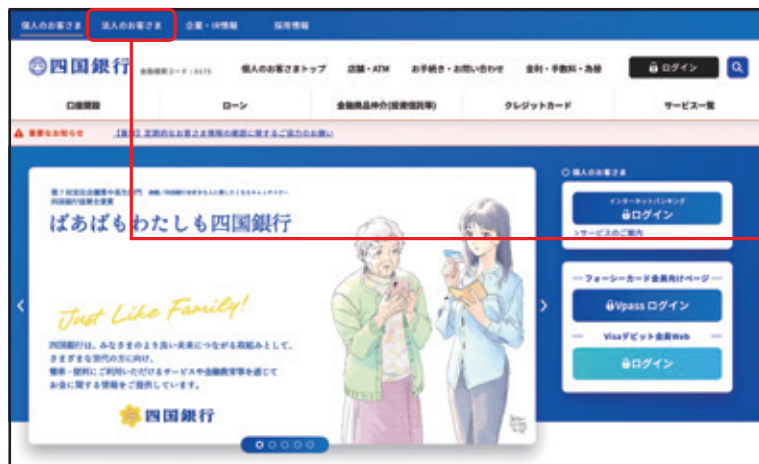 個人のお客さま 法人のお客さま 企業・IR情報 採用情報
四国銀行 金融機関コード：0175 個人のお客さまトップ 店舗・ATM お手続き・お問い合わせ 金利・手数料・為替 ログイン
口座開設 ローン 金融商品仲介(投資信託等) クレジットカード サービス一覧
重要なお知らせ 【重要】定期的なお客さま情報の確認に関するご協力のお願い
個人のお客さま
インターネットバンキング
ログイン
>サービスのご案内
フォーシーカード会員向けページ
Vpass ログイン
Visaデビット会員Web
ログイン
ばあばもわたしも四国銀行
Just Like Family!
四国銀行は、みなさまのより良い未来につながる取組みとして、
さまざまな世代の方に向け、
簡単・便利にご利用いただけるサービスや金融教育等を通じて
お金に関する情報をご提供しています。
四国銀行